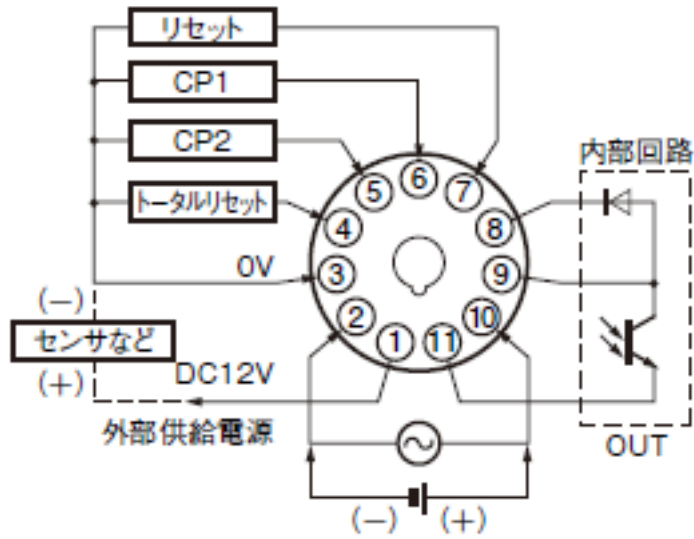 リセット
CP1
CP2
トータルリセット
内部回路
6
5
7
4
8
0V
3
9
2
10
1
11
(−)
センサなど
(+)
DC12V
外部供給電源
OUT
(−)
(+)